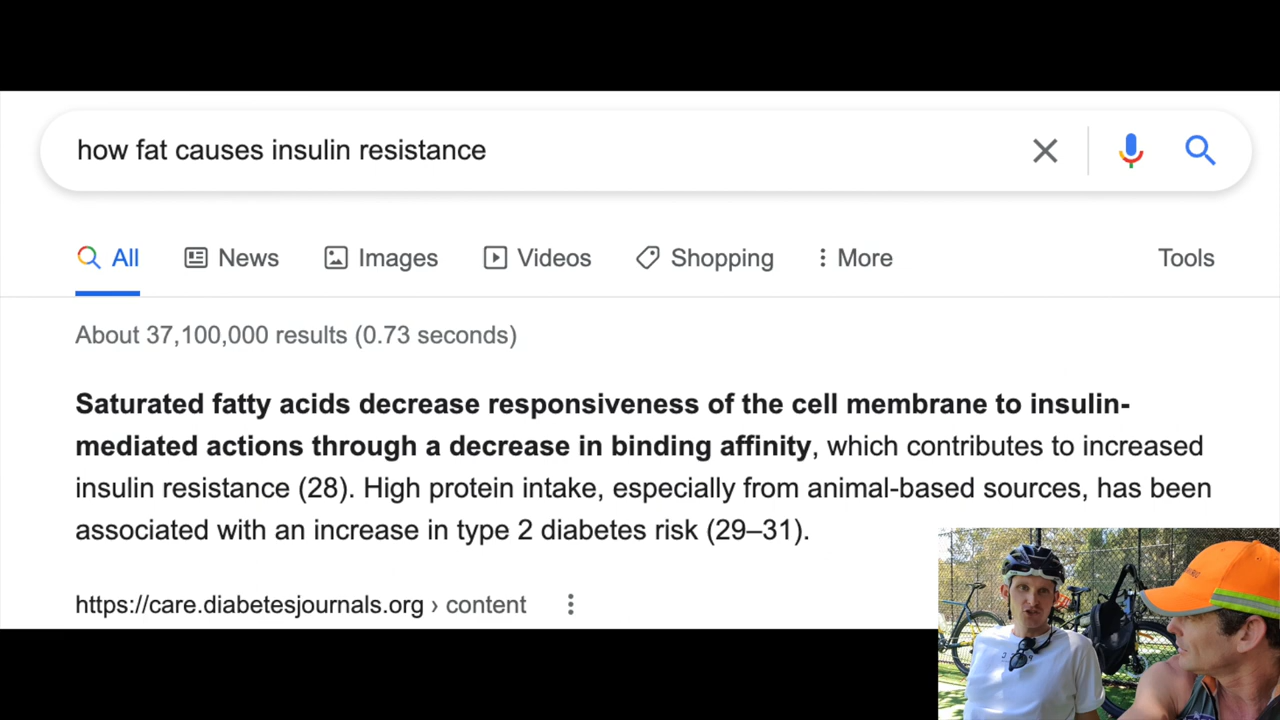 how fat causes insulin resistance
All News Images Videos Shopping More Tools
About 37,100,000 results (0.73 seconds)
Saturated fatty acids decrease responsiveness of the cell membrane to insulin-
mediated actions through a decrease in binding affinity, which contributes to increased
insulin resistance (28). High protein intake, especially from animal-based sources, has been
associated with an increase in type 2 diabetes risk (29–31).
https://care.diabetesjournals.org › content